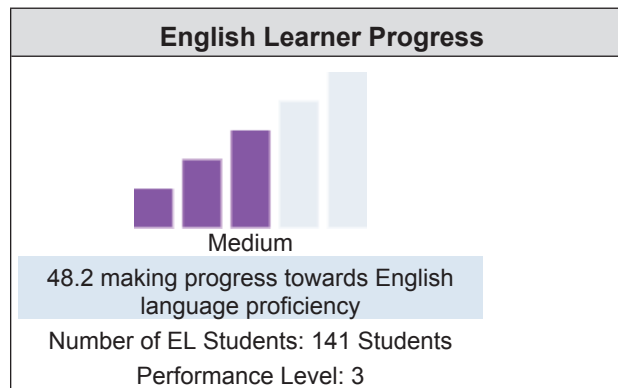 English Learner Progress
Medium
48.2 making progress towards English
language proficiency
Number of EL Students: 141 Students
Performance Level: 3